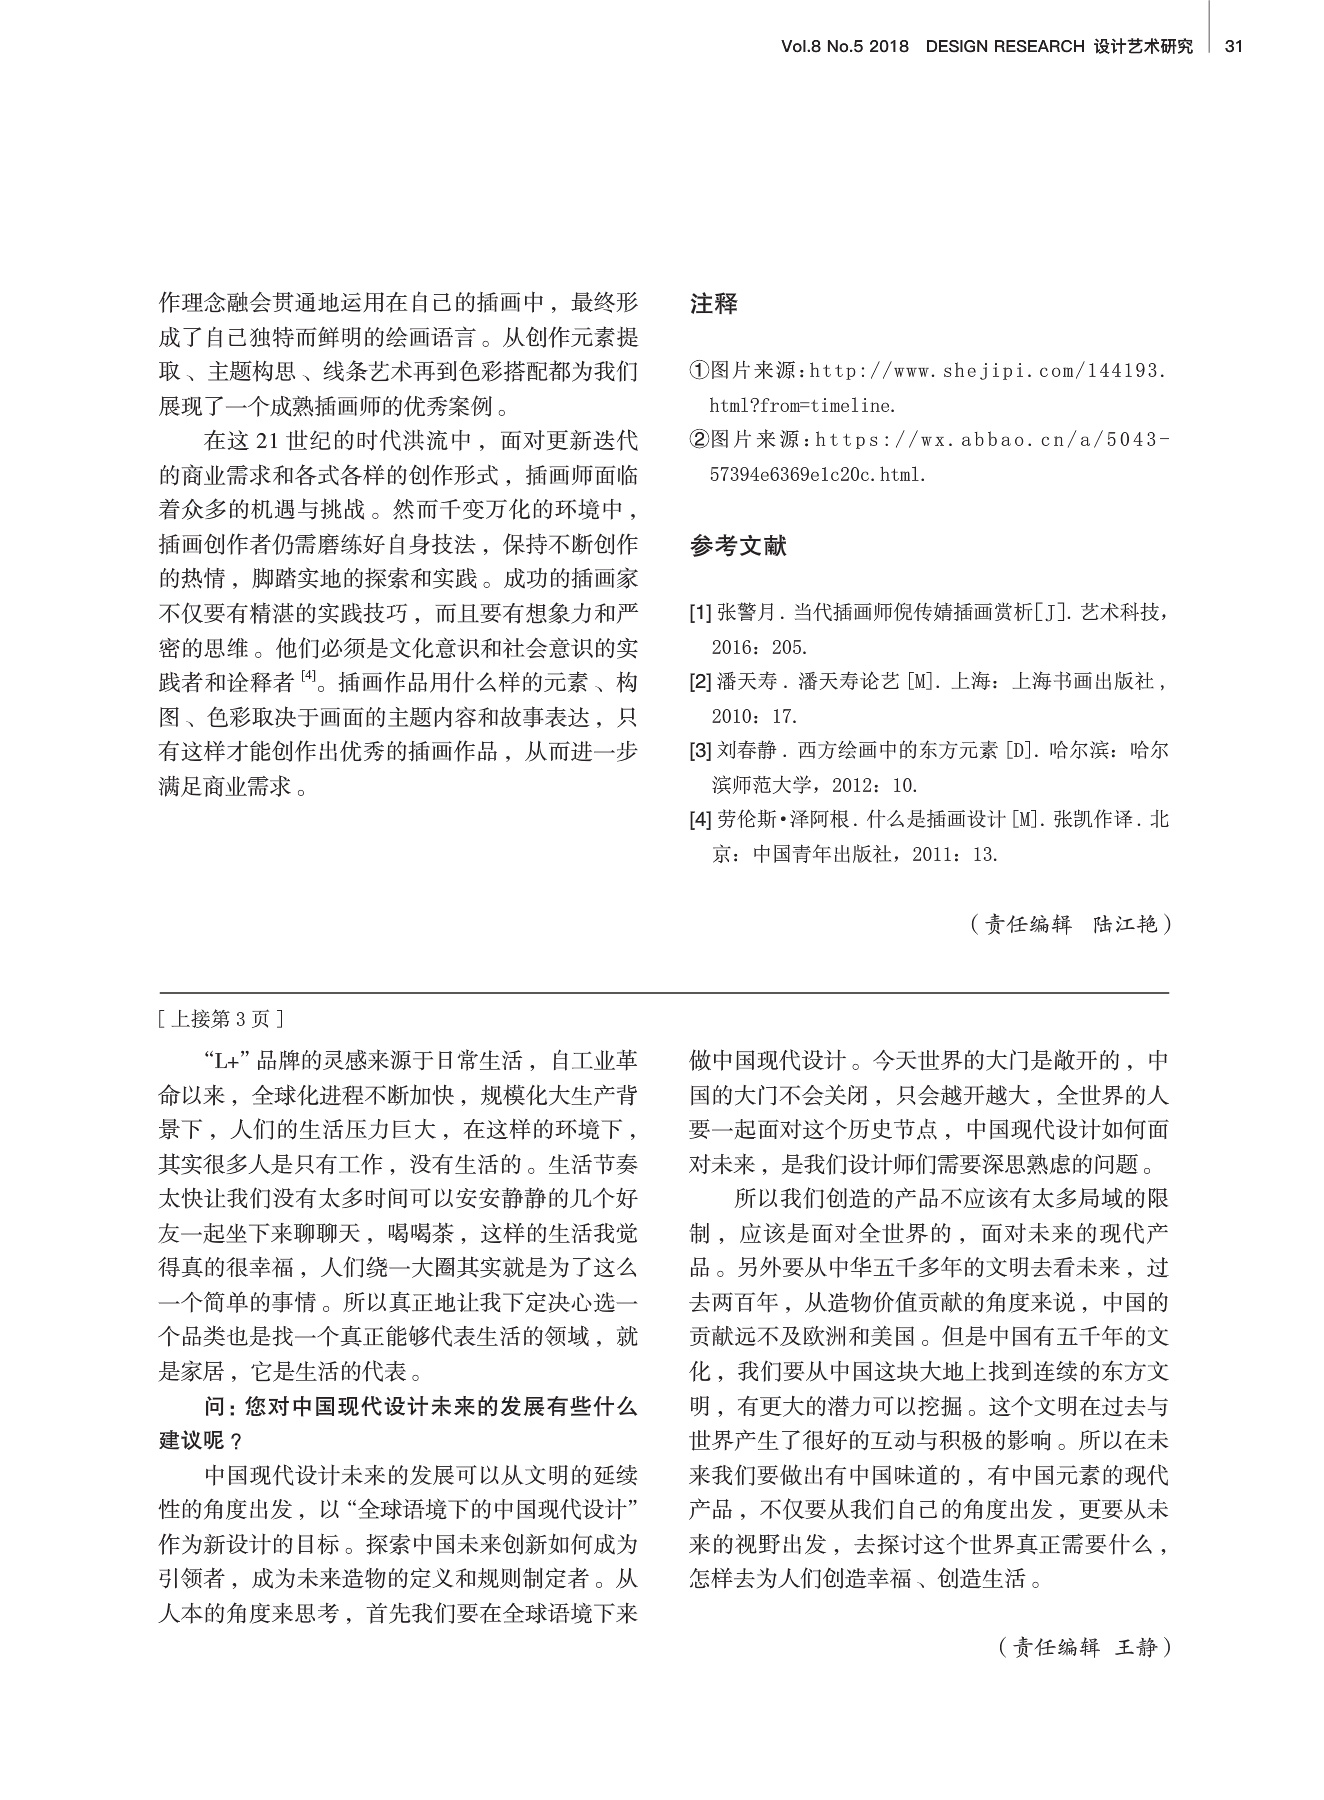 Vol.8 No.5 2018 DESIGN RESEARCH 设计艺术研究 31
作理念融会贯通地运用在自己的插画中，最终形
成了自己独特而鲜明的绘画语言。从创作元素提
取、主题构思、线条艺术再到色彩搭配都为我们
展现了一个成熟插画师的优秀案例。
在这 21 世纪的时代洪流中，面对更新迭代
的商业需求和各式各样的创作形式，插画师面临
着众多的机遇与挑战。然而千变万化的环境中，
插画创作者仍需磨练好自身技法，保持不断创作
的热情，脚踏实地的探索和实践。成功的插画家
不仅要有精湛的实践技巧，而且要有想象力和严
密的思维。他们必须是文化意识和社会意识的实
践者和诠释者 [4]。插画作品用什么样的元素、构
图、色彩取决于画面的主题内容和故事表达，只
有这样才能创作出优秀的插画作品，从而进一步
满足商业需求。
注释
①图片来源:http://www.shejipi.com/144193.
html?from=timeline.
②图片来源:https://wx.abbao.cn/a/5043-
57394e6369e1c20c.html.
参考文献
[1] 张警月. 当代插画师倪传婧插画赏析[J]. 艺术科技，
2016：205.
[2] 潘天寿. 潘天寿论艺 [M]. 上海：上海书画出版社，
2010：17.
[3] 刘春静. 西方绘画中的东方元素 [D]. 哈尔滨：哈尔
滨师范大学，2012：10.
[4] 劳伦斯•泽阿根. 什么是插画设计 [M]. 张凯作译. 北
京：中国青年出版社，2011：13.
（责任编辑 陆江艳）
[ 上接第 3 页 ]
“L+” 品牌的灵感来源于日常生活，自工业革
命以来，全球化进程不断加快，规模化大生产背
景下，人们的生活压力巨大，在这样的环境下，
其实很多人是只有工作，没有生活的。生活节奏
太快让我们没有太多时间可以安安静静的几个好
友一起坐下来聊聊天，喝喝茶，这样的生活我觉
得真的很幸福，人们绕一大圈其实就是为了这么
一个简单的事情。所以真正地让我下定决心选一
个品类也是找一个真正能够代表生活的领域，就
是家居，它是生活的代表。
问：您对中国现代设计未来的发展有些什么
建议呢？
中国现代设计未来的发展可以从文明的延续
性的角度出发，以 “全球语境下的中国现代设计”
作为新设计的目标。探索中国未来创新如何成为
引领者，成为未来造物的定义和规则制定者。从
人本的角度来思考，首先我们要在全球语境下来
做中国现代设计。今天世界的大门是敞开的，中
国的大门不会关闭，只会越开越大，全世界的人
要一起面对这个历史节点，中国现代设计如何面
对未来，是我们设计师们需要深思熟虑的问题。
所以我们创造的产品不应该有太多局域的限
制，应该是面对全世界的，面对未来的现代产
品。另外要从中华五千多年的文明去看未来，过
去两百年，从造物价值贡献的角度来说，中国的
贡献远不及欧洲和美国。但是中国有五千年的文
化，我们要从中国这块大地上找到连续的东方文
明，有更大的潜力可以挖掘。这个文明在过去与
世界产生了很好的互动与积极的影响。所以在未
来我们要做出有中国味道的，有中国元素的现代
产品，不仅要从我们自己的角度出发，更要从未
来的视野出发，去探讨这个世界真正需要什么，
怎样去为人们创造幸福、创造生活。
（责任编辑 王静）